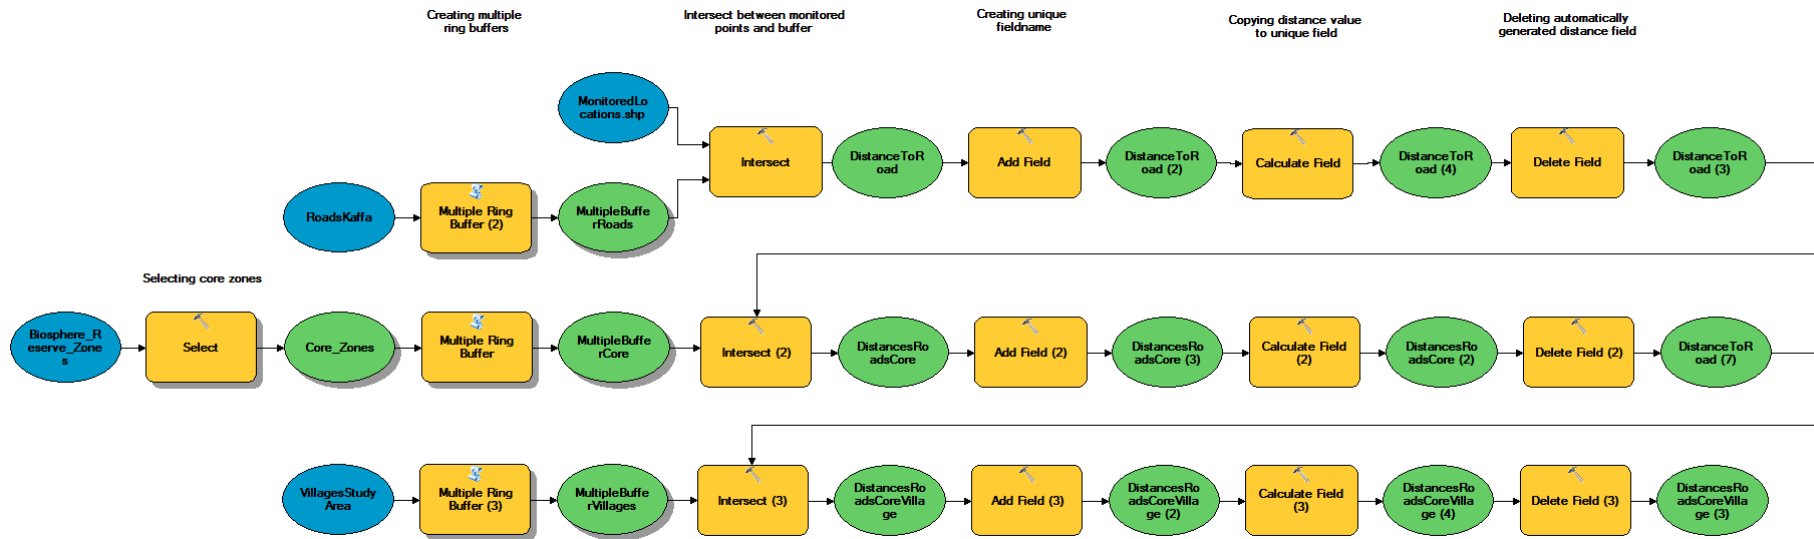 Creating multiple
ring buffers
Intersect between monitored
points and buffer
Creating unique
fieldname
Copying distance value
to unique field
Deleting automatically
generated distance field
MonitoredLo
cations.shp
Intersect
DistanceToR
oad
Add Field
DistanceToR
oad (2)
Calculate Field
DistanceToR
oad (4)
Delete Field
DistanceToR
oad (3)
RoadsKaffa
Multiple Ring
Buffer (2)
MultipleBuffe
rRoads
Selecting core zones
Biosphere_R
eserve_Zone
s
Select
Core_Zones
Multiple Ring
Buffer
MultipleBuffe
rCore
Intersect (2)
DistancesRo
adsCore
Add Field (2)
DistancesRo
adsCore (3)
Calculate Field
(2)
DistancesRo
adsCore (2)
Delete Field (2)
DistanceToR
oad (7)
VillagesStudy
Area
Multiple Ring
Buffer (3)
MultipleBuffe
rVillages
Intersect (3)
DistancesRo
adsCoreVilla
ge
Add Field (3)
DistancesRo
adsCoreVilla
ge (2)
Calculate Field
(3)
DistancesRo
adsCoreVilla
ge (4)
Delete Field (3)
DistancesRo
adsCoreVilla
ge (3)